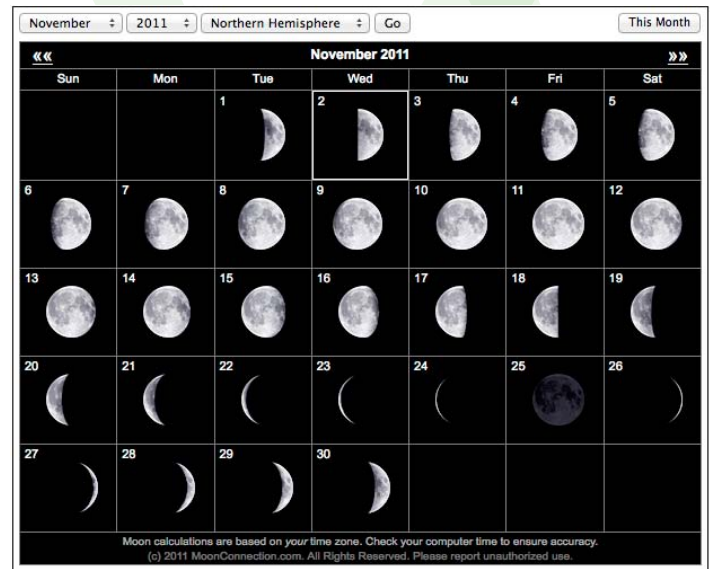 November 2011 Northern Hemisphere Go This Month
«« November 2011 »»
Sun Mon Tue Wed Thu Fri Sat
1 2 3 4 5
6 7 8 9 10 11 12
13 14 15 16 17 18 19
20 21 22 23 24 25 26
27 28 29 30
Moon calculations are based on your time zone. Check your computer time to ensure accuracy.
(c) 2011 MoonConnection.com. All Rights Reserved. Please report unauthorized use.